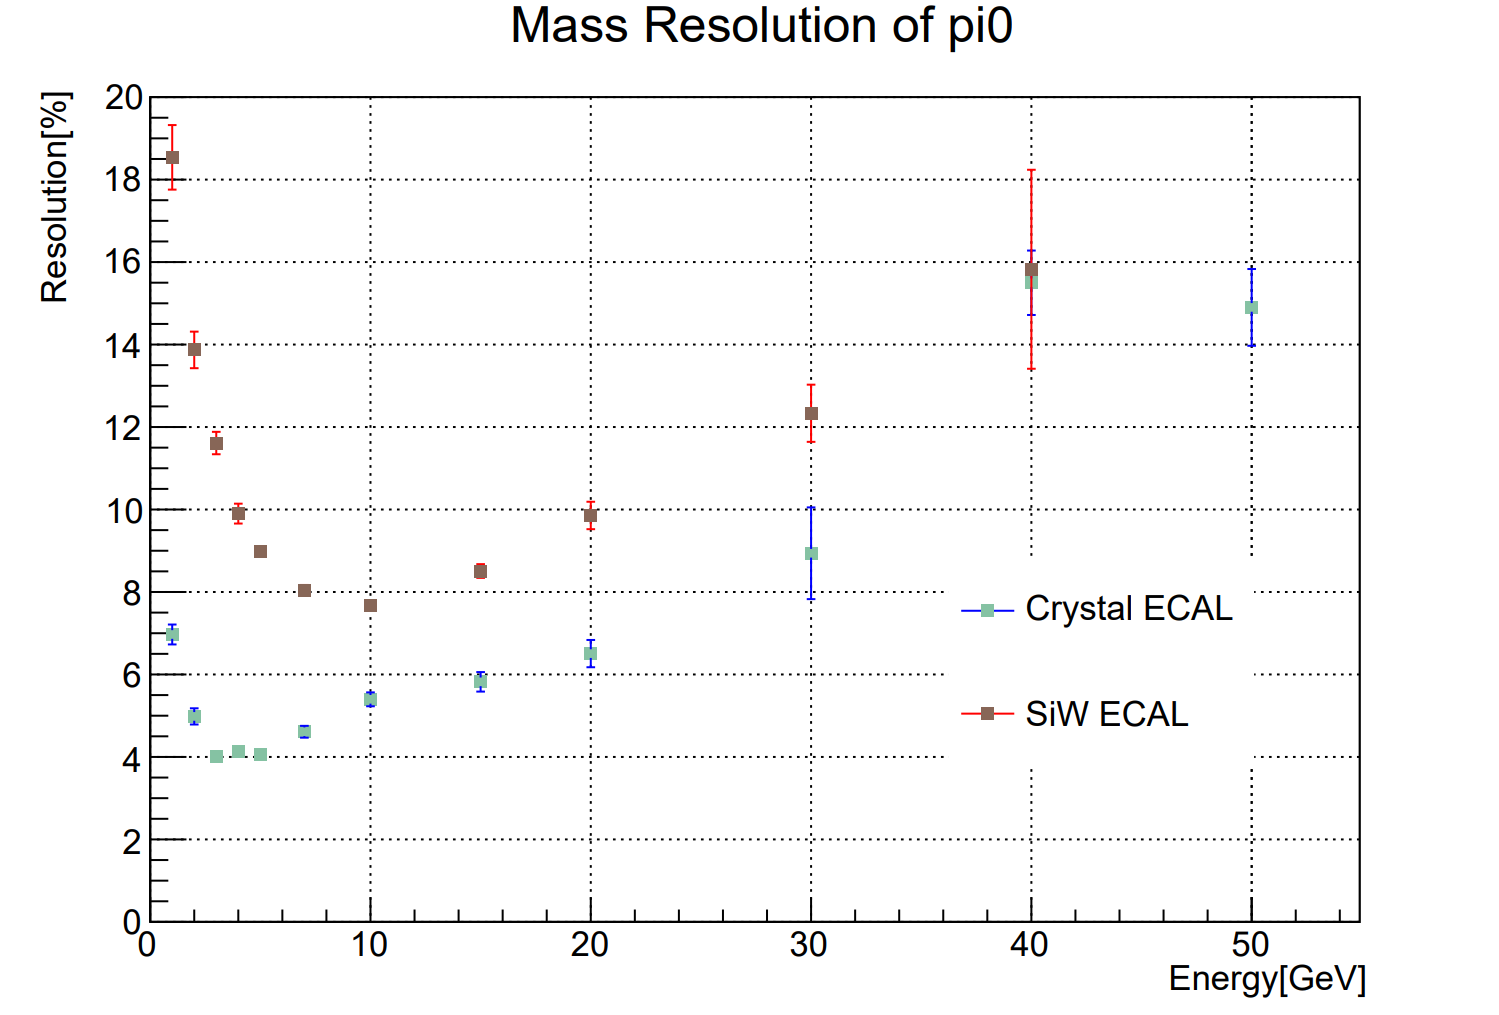 Mass Resolution of pi0
Resolution[%]
20
18
16
14
12
10
8
6
4
2
0
0 10 20 30 40 50
Energy[GeV]
Crystal ECAL
SiW ECAL